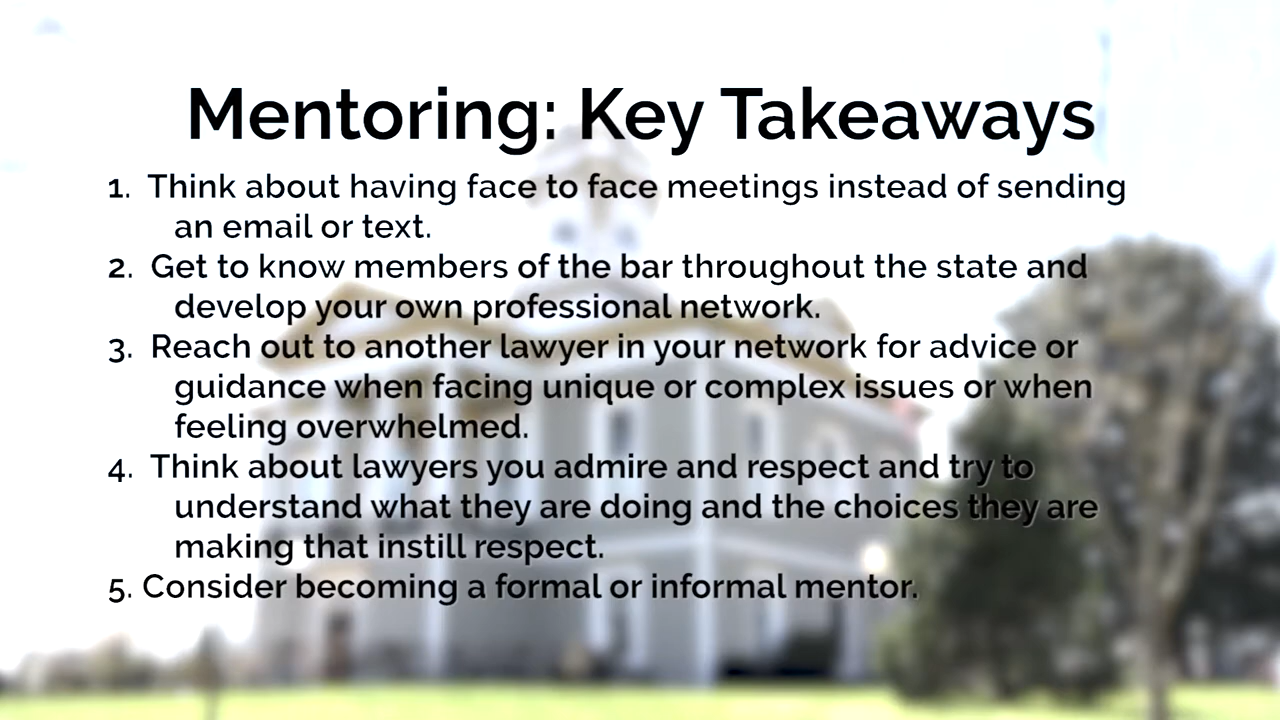 Mentoring: Key Takeaways
1. Think about having face to face meetings instead of sending
an email or text.
2. Get to know members of the bar throughout the state and
develop your own professional network.
3. Reach out to another lawyer in your network for advice or
guidance when facing unique or complex issues or when
feeling overwhelmed.
4. Think about lawyers you admire and respect and try to
understand what they are doing and the choices they are
making that instill respect.
5. Consider becoming a formal or informal mentor.